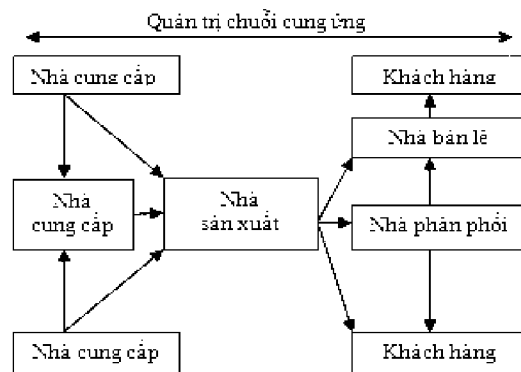 Quản trị chuỗi cung ứng
Nhà cung cấp
Khách hàng
Nhà bán lẻ
Nhà
cung cấp
Nhà
sản xuất
Nhà phân phối
Nhà cung cấp
Khách hàng